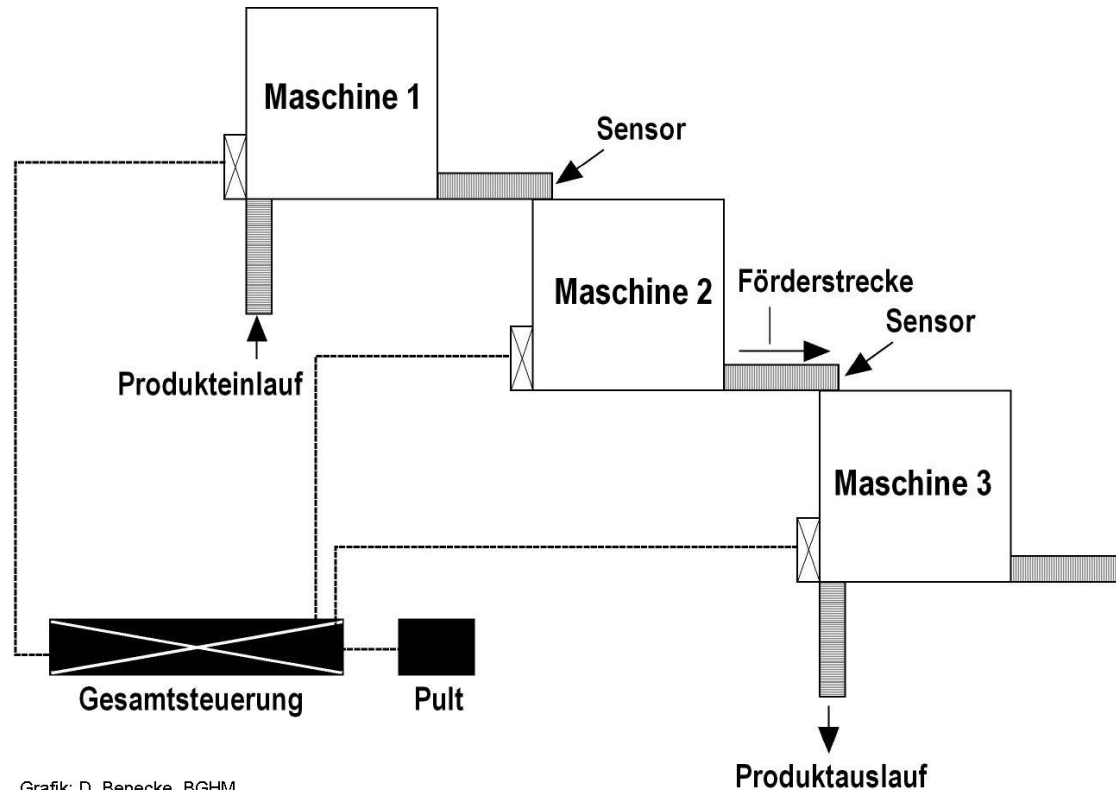 Maschine 1
Sensor
Maschine 2
Förderstrecke
Sensor
Produkteinlauf
Maschine 3
Gesamtsteuerung
Pult
Produktauslauf
Grafik: D. Benecke, BGHM